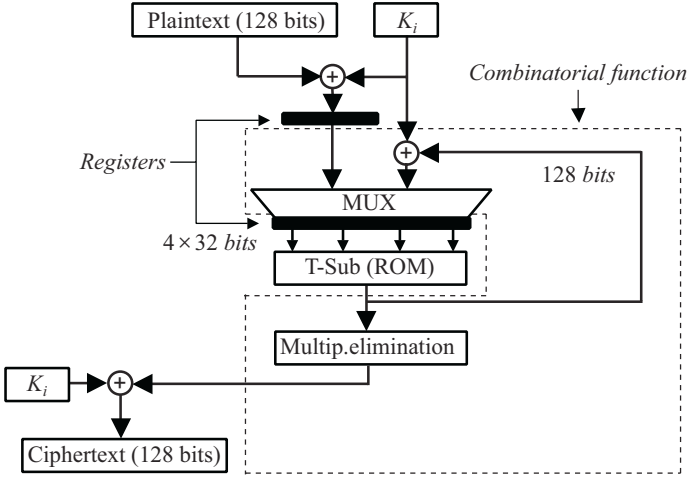 Plaintext (128 bits)
K_i
Combinatorial function
+
Registers
+
128 bits
MUX
4 × 32 bits
T-Sub (ROM)
Multip.elimination
K_i
+
Ciphertext (128 bits)